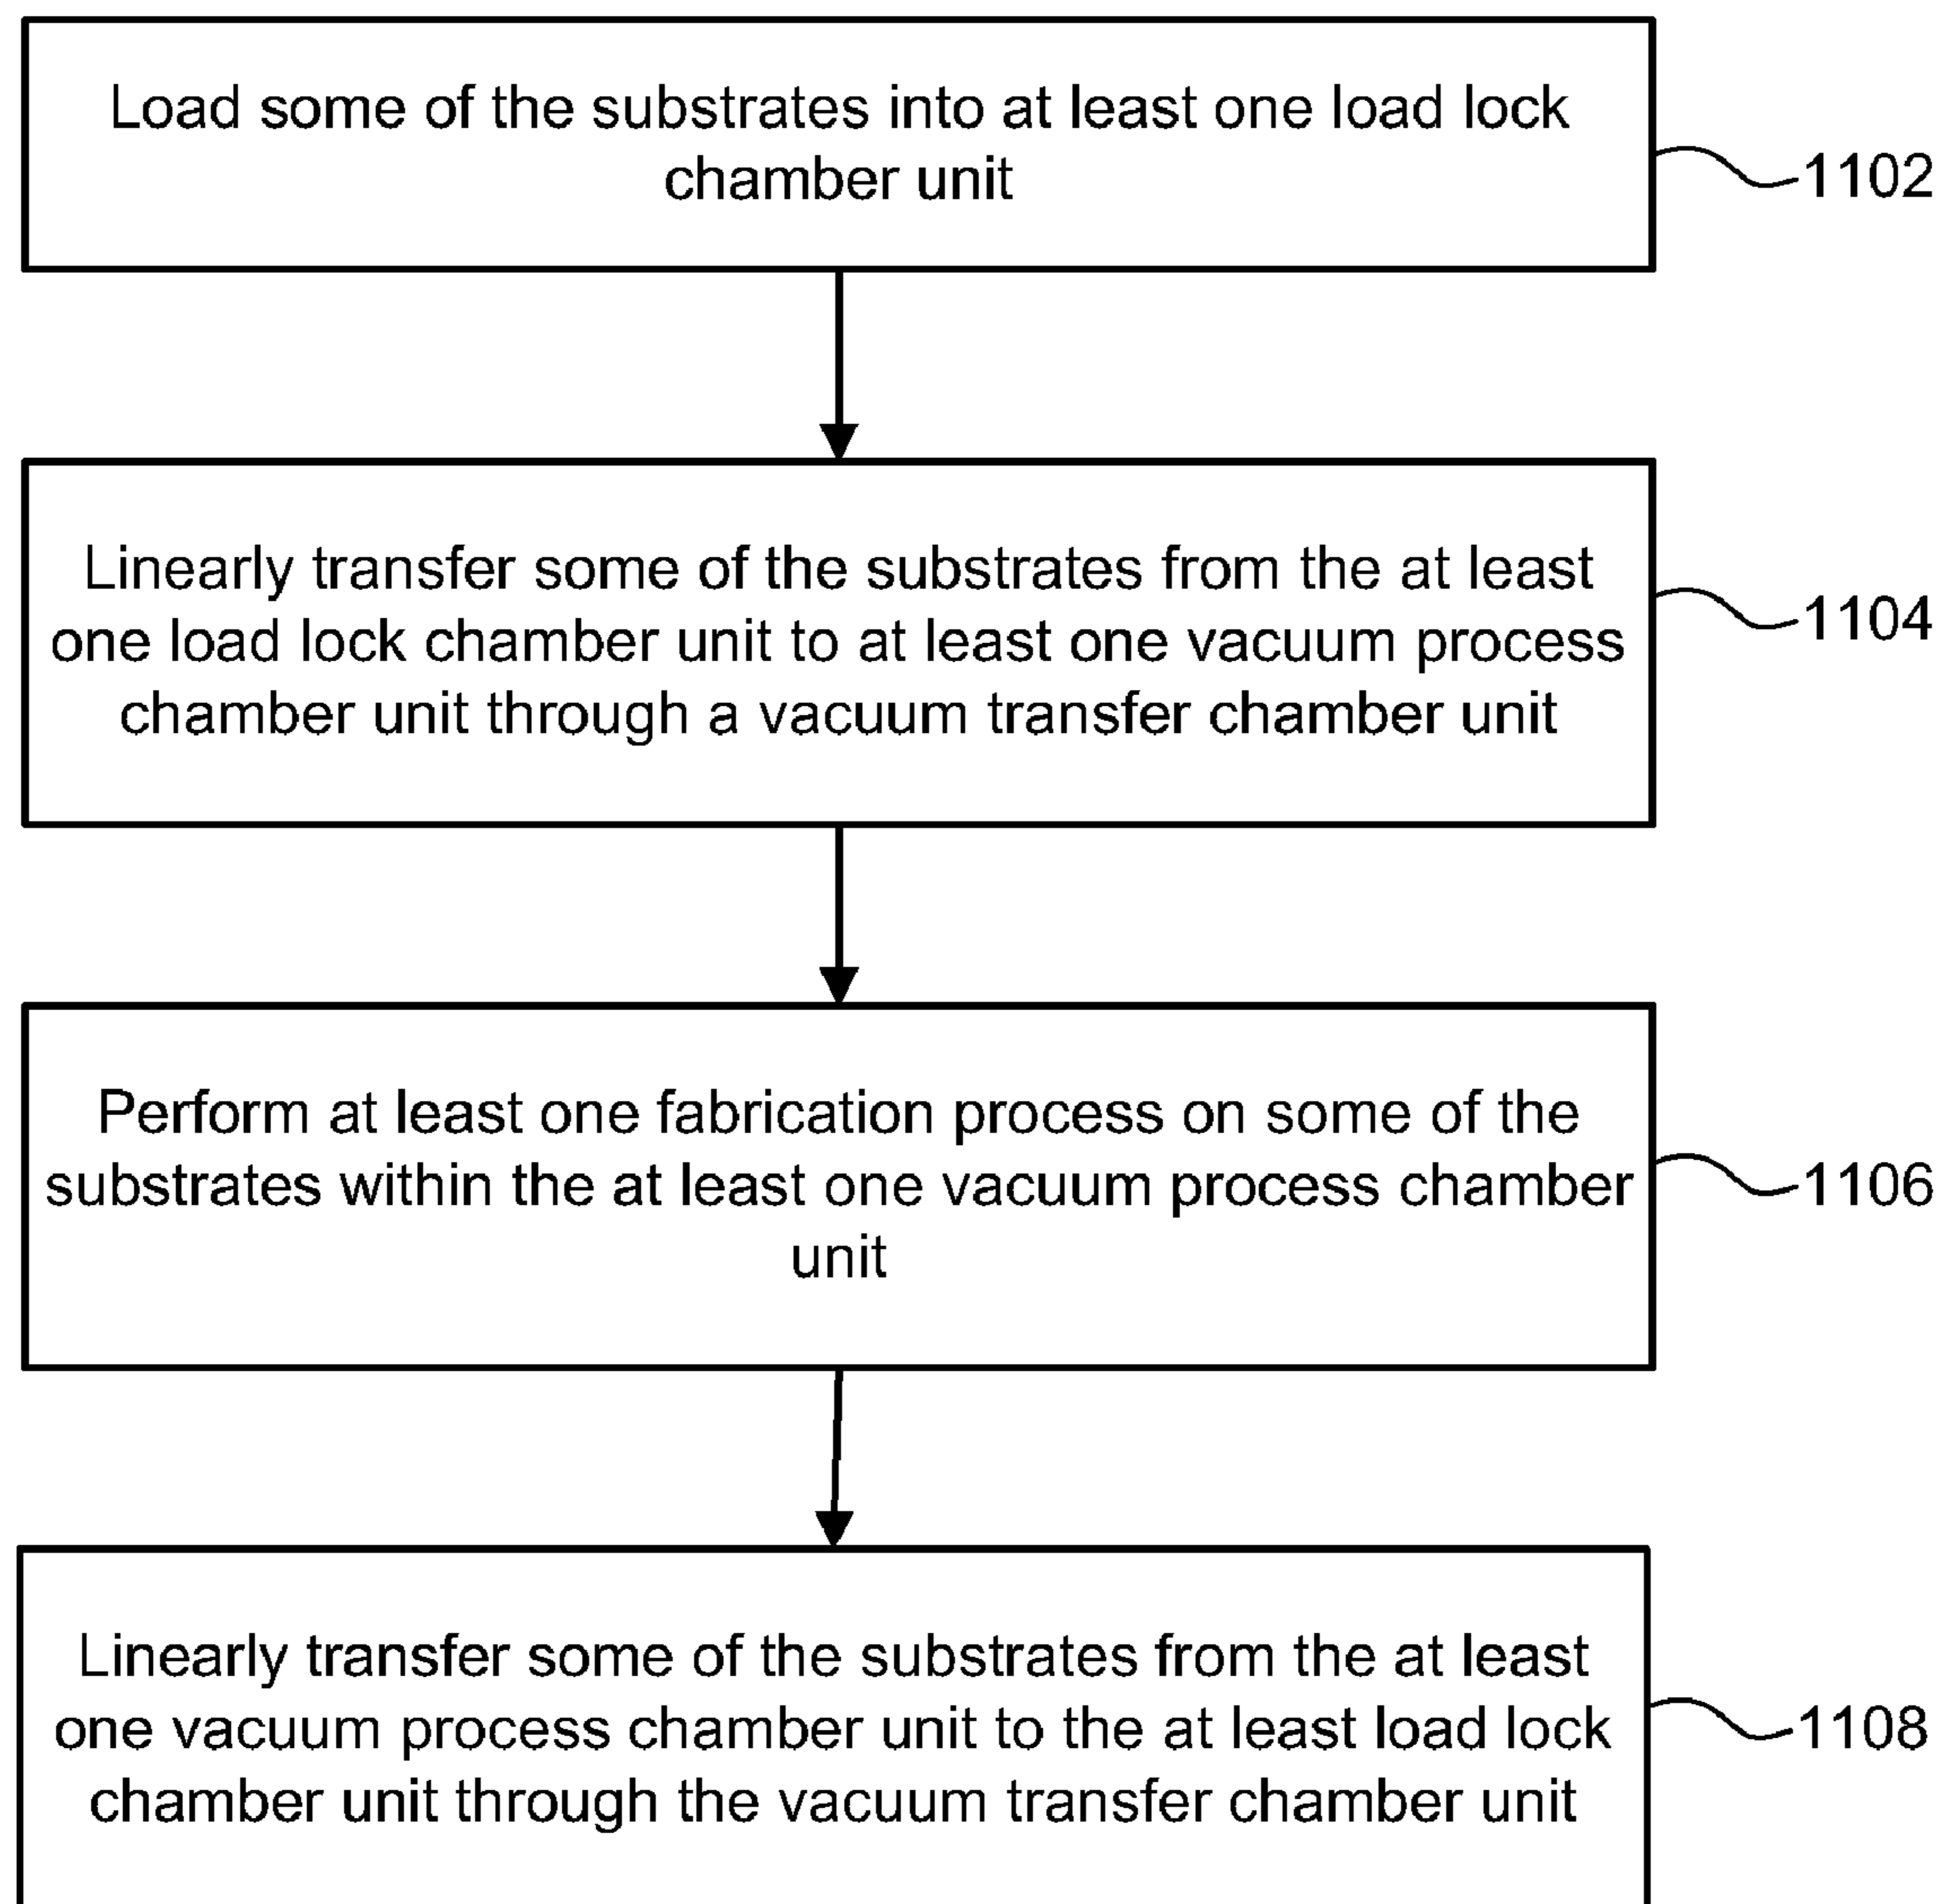 Load some of the substrates into at least one load lock
chamber unit
1102
Linearly transfer some of the substrates from the at least
one load lock chamber unit to at least one vacuum process
chamber unit through a vacuum transfer chamber unit
1104
Perform at least one fabrication process on some of the
substrates within the at least one vacuum process chamber
unit
1106
Linearly transfer some of the substrates from the at least
one vacuum process chamber unit to the at least load lock
chamber unit through the vacuum transfer chamber unit
1108